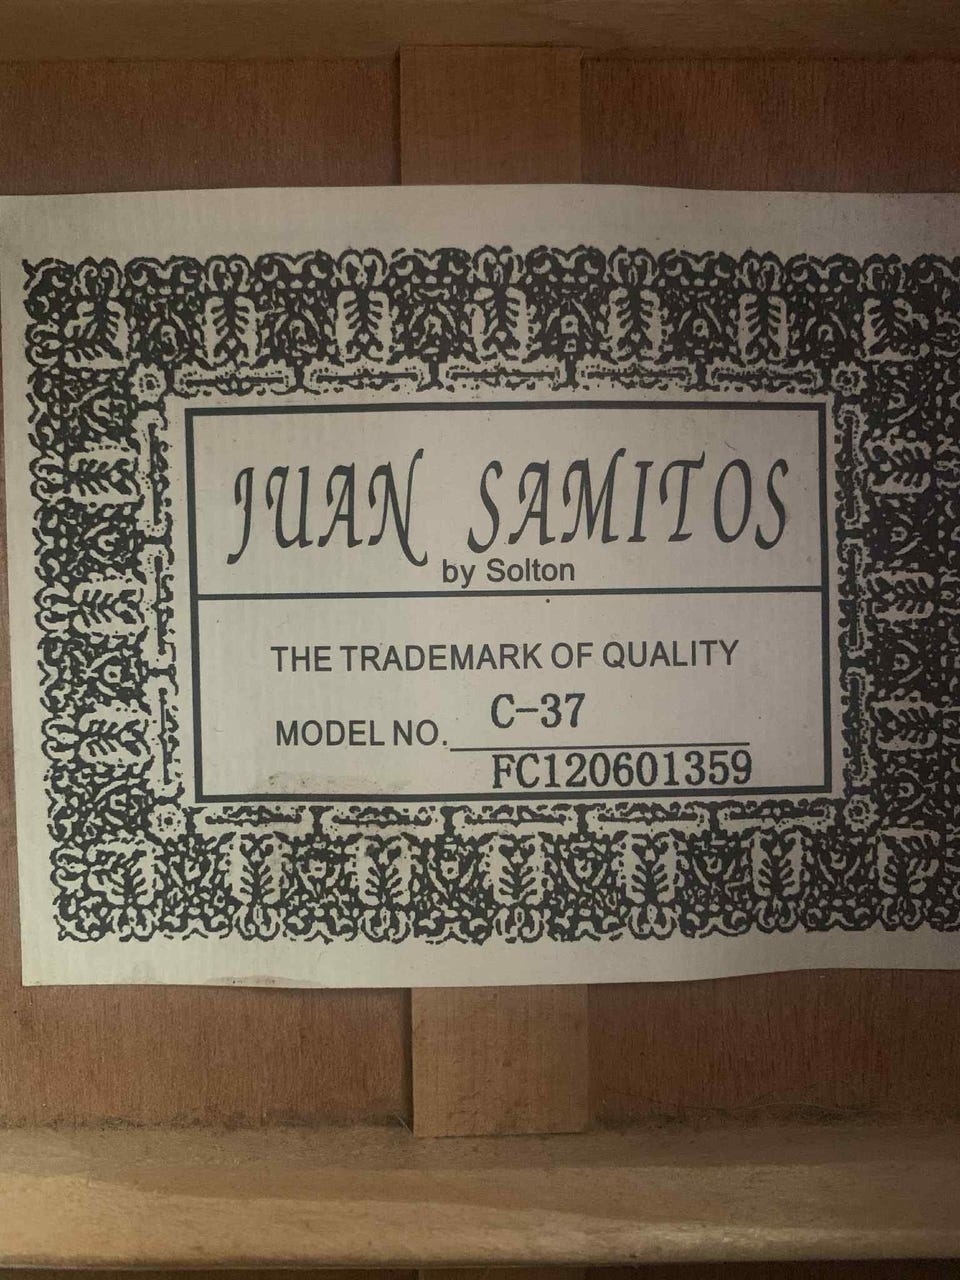 JUAN SAMITOS
by Solton
THE TRADEMARK OF QUALITY
MODEL NO. C-37
FC120601359